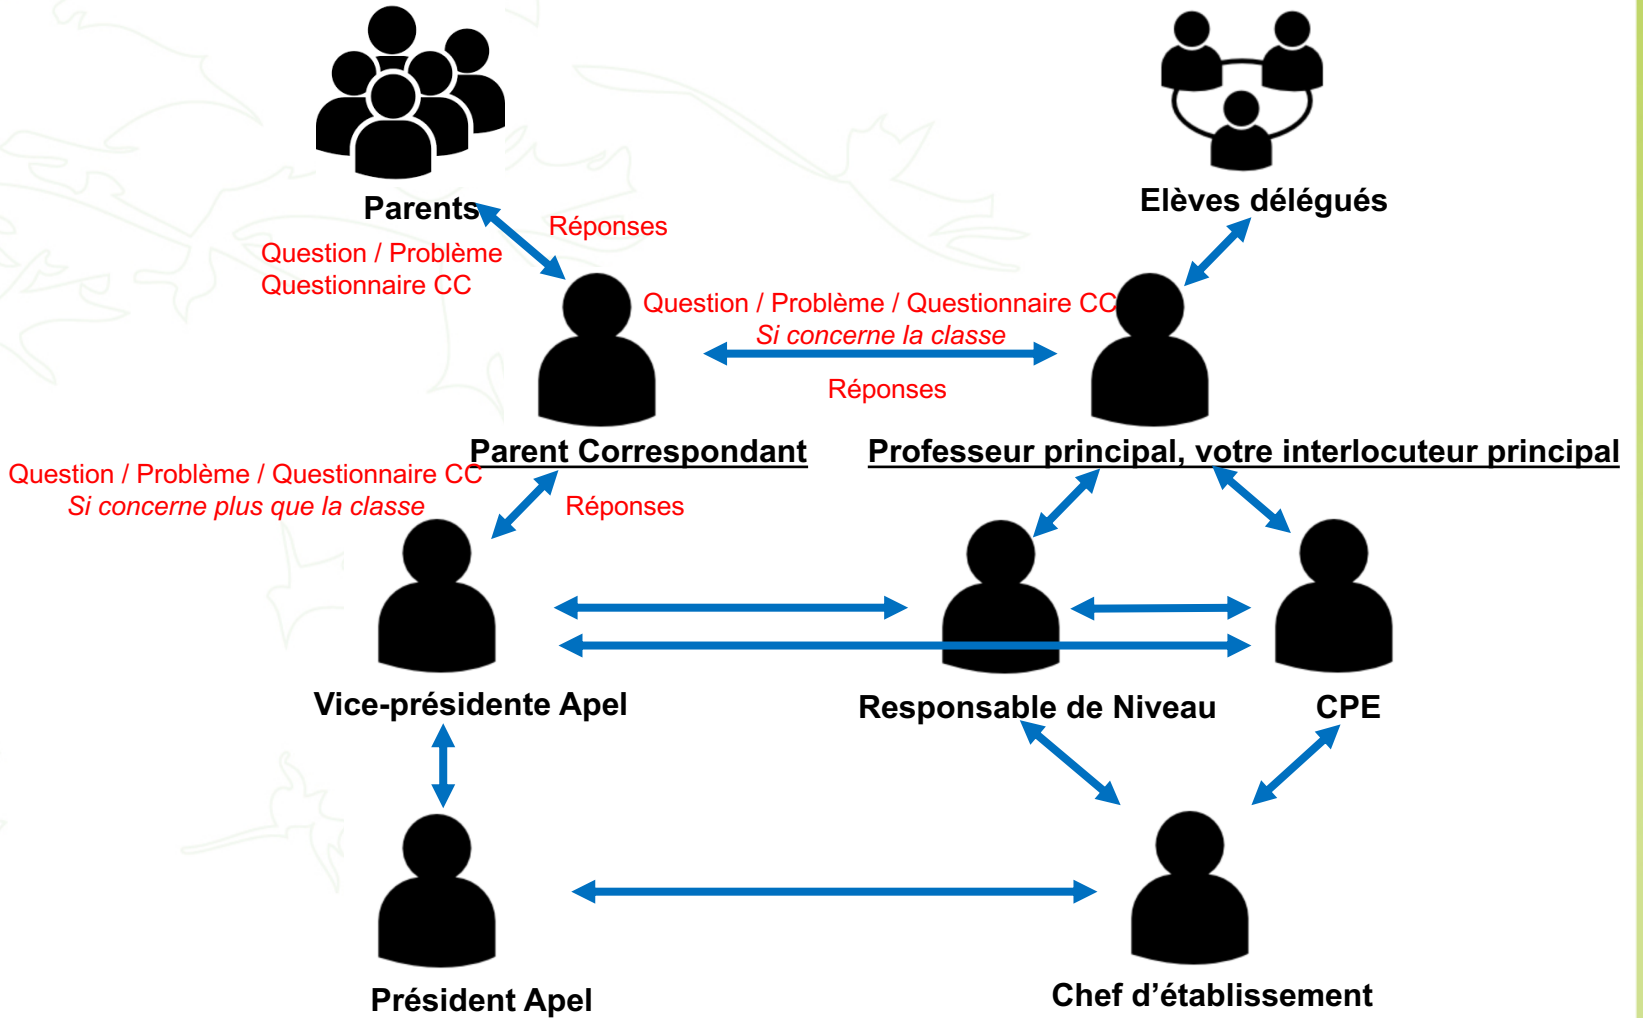 Parents
Elèves délégués
Réponses
Question / Problème
Questionnaire CC
Question / Problème / Questionnaire CC
Si concerne la classe
Réponses
Parent Correspondant
Professeur principal, votre interlocuteur principal
Question / Problème / Questionnaire CC
Si concerne plus que la classe
Réponses
Vice-présidente Apel
Responsable de Niveau
CPE
Président Apel
Chef d’établissement